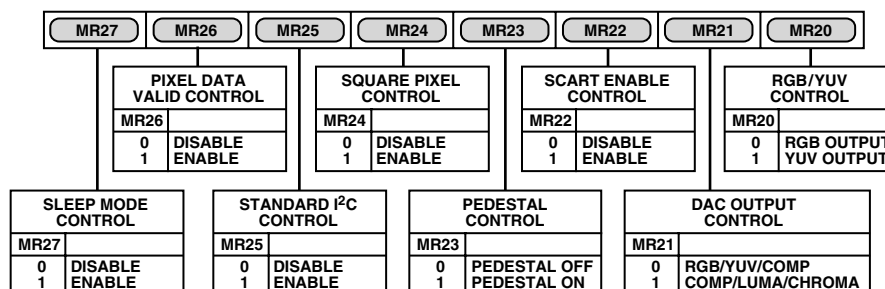 MR27 MR26 MR25 MR24 MR23 MR22 MR21 MR20
PIXEL DATA
VALID CONTROL
MR26
0 DISABLE
1 ENABLE
SQUARE PIXEL
CONTROL
MR24
0 DISABLE
1 ENABLE
SCART ENABLE
CONTROL
MR22
0 DISABLE
1 ENABLE
RGB/YUV
CONTROL
MR20
0 RGB OUTPUT
1 YUV OUTPUT
SLEEP MODE
CONTROL
MR27
0 DISABLE
1 ENABLE
STANDARD I²C
CONTROL
MR25
0 DISABLE
1 ENABLE
PEDESTAL
CONTROL
MR23
0 PEDESTAL OFF
1 PEDESTAL ON
DAC OUTPUT
CONTROL
MR21
0 RGB/YUV/COMP
1 COMP/LUMA/CHROMA